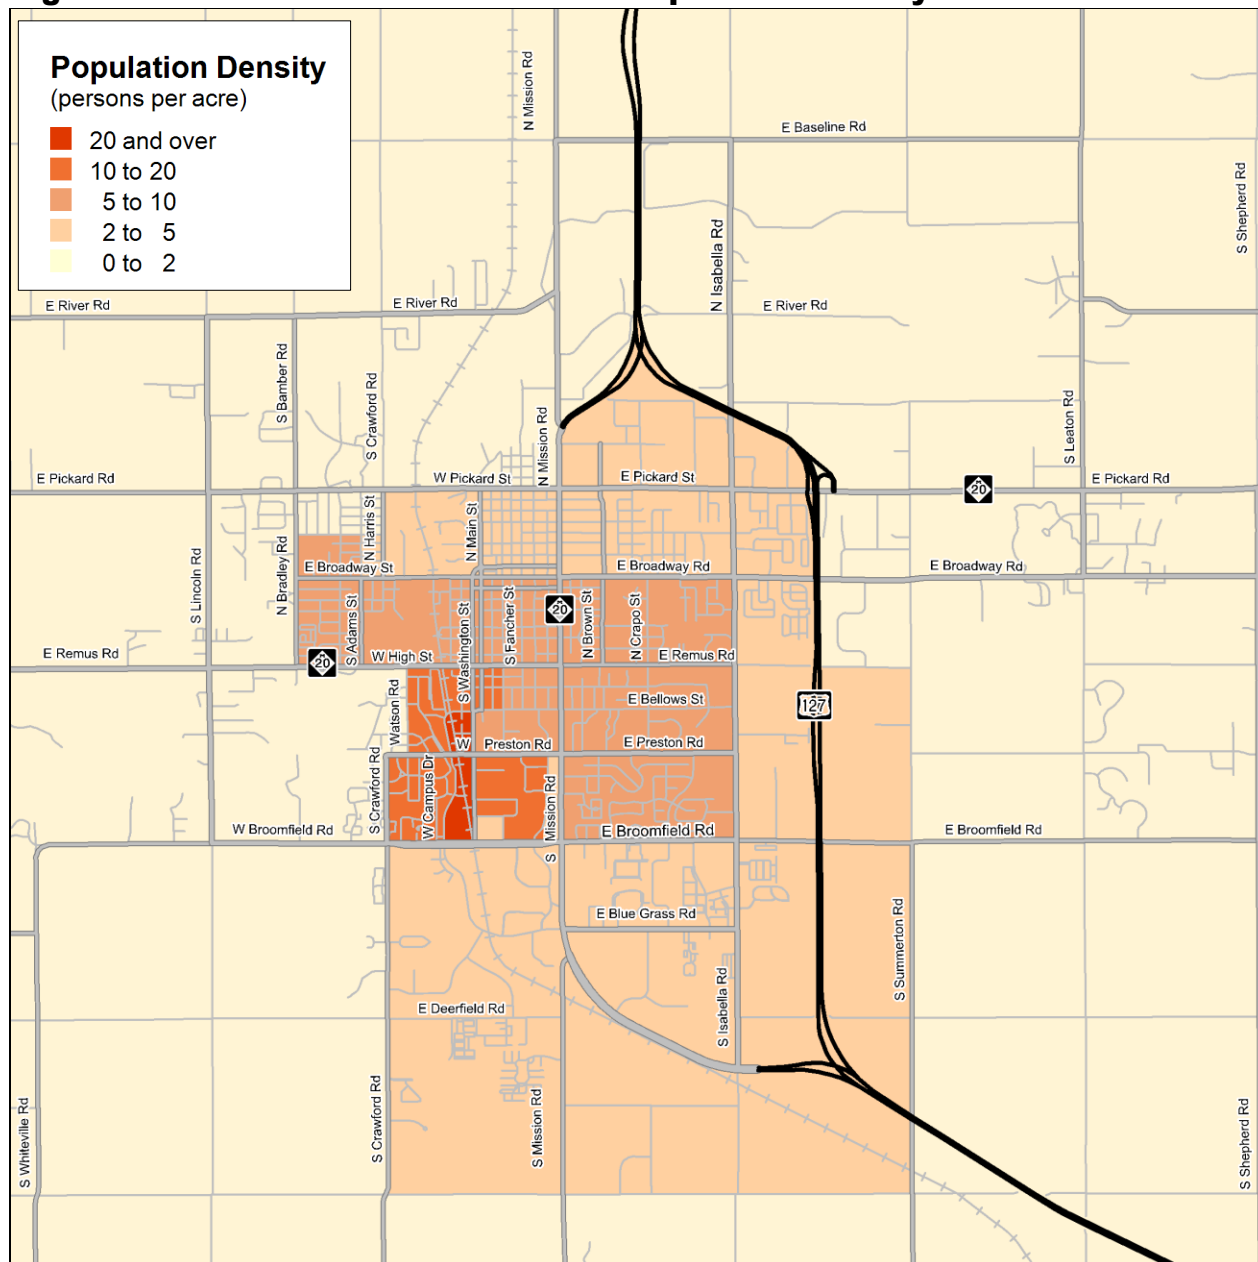 Population Density
(persons per acre)
20 and over
10 to 20
5 to 10
2 to 5
0 to 2
N Mission Rd
E Baseline Rd
S Shepherd Rd
N Isabella Rd
E River Rd
E River Rd
E River Rd
S Bamber Rd
S Crawford Rd
N Mission Rd
S Leaton Rd
E Pickard Rd
W Pickard St
E Pickard St
20
E Pickard Rd
N Harris St
N Main St
S Lincoln Rd
N Bradley Rd
E Broadway St
E Broadway Rd
E Broadway Rd
S Adams St
S Washington St
S Fancher St
20
N Brown St
N Crapo St
E Remus Rd
20
W High St
E Remus Rd
Watson Rd
E Bellows St
127
W Preston Rd
E Preston Rd
S Crawford Rd
W Campus Dr
S Mission Rd
W Broomfield Rd
E Broomfield Rd
E Broomfield Rd
E Blue Grass Rd
S Summerton Rd
S Isabella Rd
E Deerfield Rd
S Whiteville Rd
S Crawford Rd
S Mission Rd
S Shepherd Rd